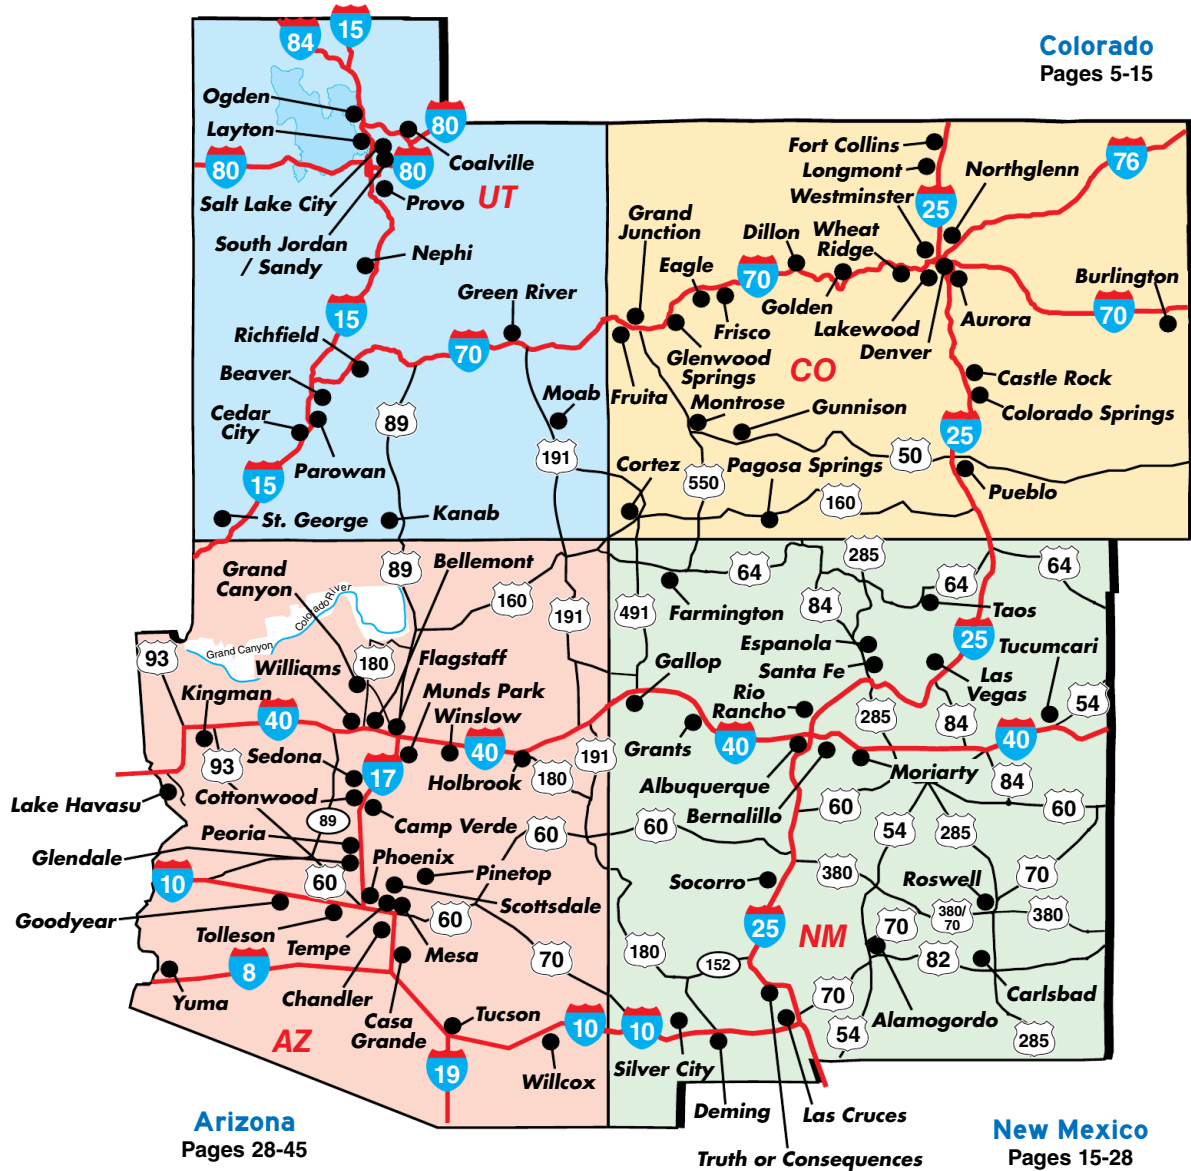 84
15
Colorado
Pages 5-15
Ogden
Layton
80
80
80
Coalville
Salt Lake City
Provo
UT
South Jordan
/ Sandy
Nephi
15
Green River
Richfield
70
Beaver
Cedar
City
Parowan
89
Moab
191
15
St. George
Kanab
Fort Collins
Longmont
Westminster
25
Northglenn
76
Grand
Junction
Dillon
Wheat
Ridge
Eagle
70
Golden
Frisco
Lakewood
Denver
Aurora
Burlington
70
Glenwood
Springs
CO
Fruita
Montrose
Gunnison
Castle Rock
Colorado Springs
25
Cortez
Pagosa Springs
50
550
160
Pueblo
Grand
Canyon
89
Bellemont
Colorado River
Grand Canyon
160
191
93
Williams
180
Flagstaff
Kingman
Munds Park
Winslow
40
40
93
Sedona
17
Holbrook
180
191
Lake Havasu
Cottonwood
89
Camp Verde
Peoria
60
Glendale
Phoenix
Pinetop
10
60
Scottsdale
Goodyear
Tolleson
Tempe
60
Mesa
70
8
Yuma
Chandler
Casa
Grande
Tucson
AZ
10
19
Willcox
Arizona
Pages 28-45
491
64
285
64
64
Farmington
84
Taos
Espanola
Santa Fe
25
Tucumcari
Gallop
Rio
Rancho
Las
Vegas
285
84
54
Grants
40
40
Albuquerque
Moriarty
84
Bernalillo
60
60
60
54
285
380
Roswell
70
Socorro
380/
70
380
25
NM
70
180
152
82
Carlsbad
70
Alamogordo
54
285
10
Silver City
Deming
Las Cruces
Truth or Consequences
New Mexico
Pages 15-28